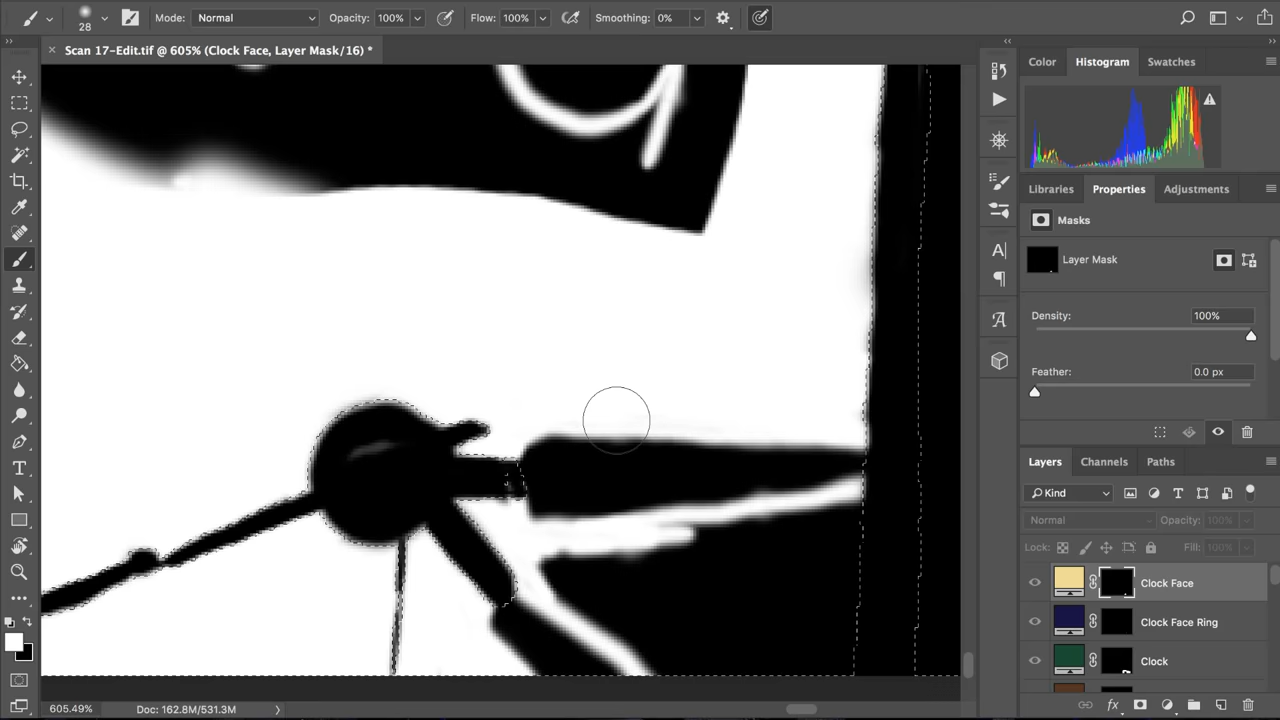 28
Mode: Normal
Opacity: 100%
Flow: 100%
Smoothing: 0%
Scan 17-Edit.tif @ 605% (Clock Face, Layer Mask/16) *
Color
Histogram
Swatches
Libraries
Properties
Adjustments
Masks
Layer Mask
Density:
100%
Feather:
0.0 px
Layers
Channels
Paths
Kind
Normal
Opacity: 100%
Lock:
Fill: 100%
Clock Face
Clock Face Ring
Clock
605.49%
Doc: 162.8M/531.3M